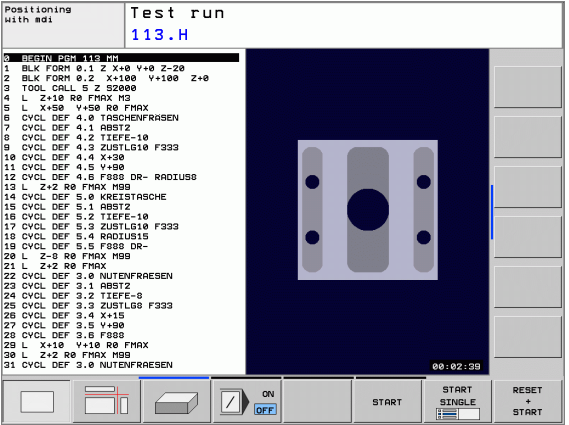 Positioning
with mdi
Test run
113.H
0 BEGIN PGM 113 MM
1 BLK FORM 0.1 Z X+0 Y+0 Z-20
2 BLK FORM 0.2 X+100 Y+100 Z+0
3 TOOL CALL 5 Z S2000
4 L Z+10 R0 FMAX M3
5 L X+50 Y+50 R0 FMAX
6 CYCL DEF 4.0 TASCHENFRASEN
7 CYCL DEF 4.1 ABST2
8 CYCL DEF 4.2 TIEFE-10
9 CYCL DEF 4.3 ZUSTLG10 F333
10 CYCL DEF 4.4 X+30
11 CYCL DEF 4.5 Y+90
12 CYCL DEF 4.6 F888 DR- RADIUS8
13 L Z+2 R0 FMAX M99
14 CYCL DEF 5.0 KREISTASCHE
15 CYCL DEF 5.1 ABST2
16 CYCL DEF 5.2 TIEFE-10
17 CYCL DEF 5.3 ZUSTLG10 F333
18 CYCL DEF 5.4 RADIUS15
19 CYCL DEF 5.5 F888 DR-
20 L Z-8 R0 FMAX M99
21 L Z+2 R0 FMAX
22 CYCL DEF 3.0 NUTENFRAESEN
23 CYCL DEF 3.1 ABST2
24 CYCL DEF 3.2 TIEFE-8
25 CYCL DEF 3.3 ZUSTLG8 F333
26 CYCL DEF 3.4 X+15
27 CYCL DEF 3.5 Y+90
28 CYCL DEF 3.6 F888
29 L X+10 Y+10 R0 FMAX
30 L Z+2 R0 FMAX M99
31 CYCL DEF 3.0 NUTENFRAESEN
00:02:39
ON
OFF
START
START
SINGLE
RESET
+
START